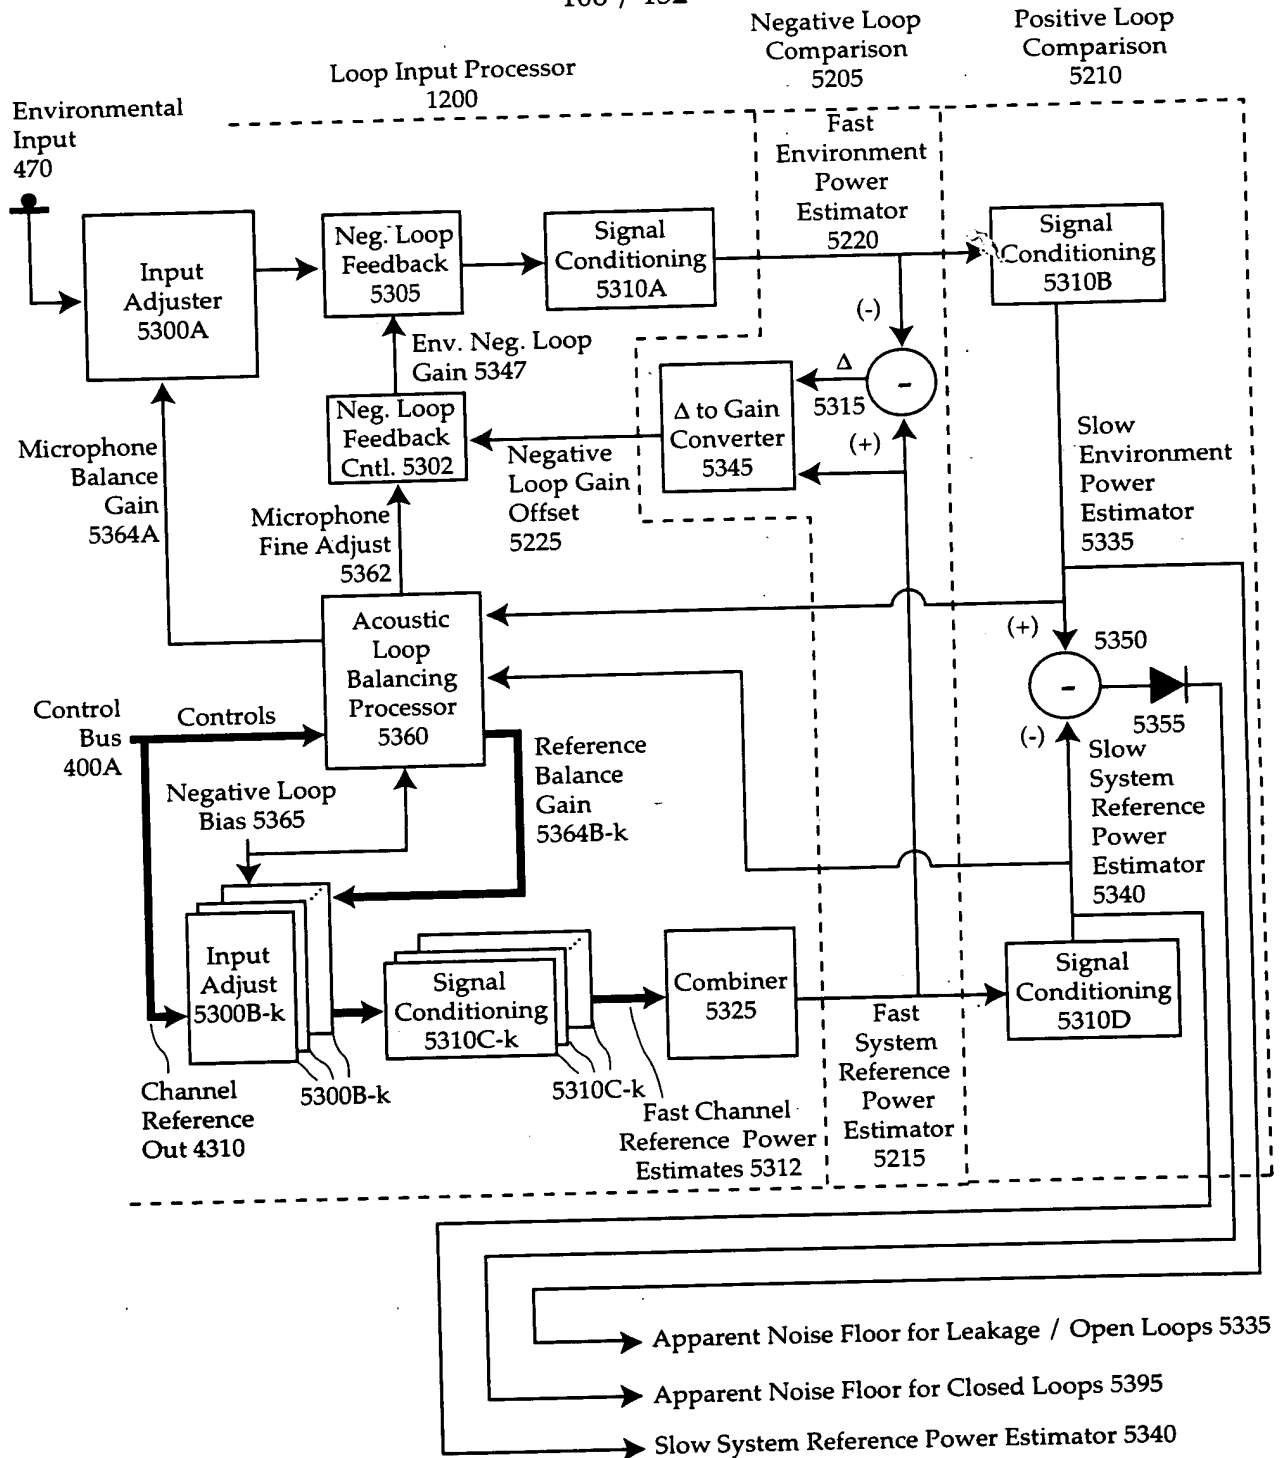 Negative Loop
Comparison
5205
Positive Loop
Comparison
5210
Loop Input Processor
1200
Environmental
Input
470
Fast
Environment
Power
Estimator
5220
Input
Adjuster
5300A
Neg. Loop
Feedback
5305
Signal
Conditioning
5310A
Signal
Conditioning
5310B
(-)
Env. Neg. Loop
Gain 5347
Δ
5315
-
(+)
Δ to Gain
Converter
5345
Neg. Loop
Feedback
Cntl. 5302
Negative
Loop Gain
Offset
5225
Microphone
Balance
Gain
5364A
Microphone
Fine Adjust
5362
Slow
Environment
Power
Estimator
5335
Acoustic
Loop
Balancing
Processor
5360
(+)
5350
-
5355
(-)
Control
Bus
400A
Controls
Reference
Balance
Gain
5364B-k
Negative Loop
Bias 5365
Slow
System
Reference
Power
Estimator
5340
Input
Adjust
5300B-k
Signal
Conditioning
5310C-k
Combiner
5325
Signal
Conditioning
5310D
Fast
System
Reference
Power
Estimator
5215
Channel
Reference
Out 4310
5300B-k
5310C-k
Fast Channel
Reference Power
Estimates 5312
Apparent Noise Floor for Leakage / Open Loops 5335
Apparent Noise Floor for Closed Loops 5395
Slow System Reference Power Estimator 5340